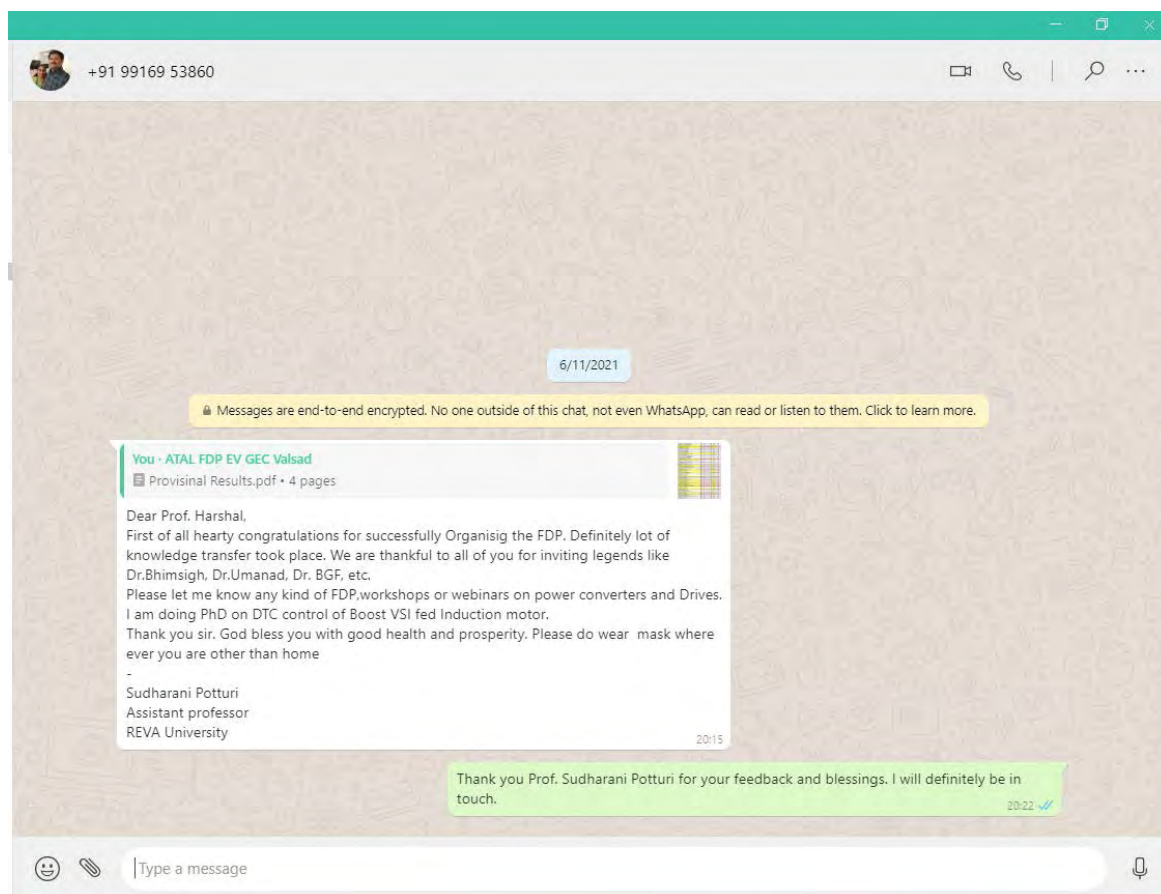 +91 99169 53860
6/11/2021
Messages are end-to-end encrypted. No one outside of this chat, not even WhatsApp, can read or listen to them. Click to learn more.
You · ATAL FDP EV GEC Valsad
Provisinal Results.pdf • 4 pages
Dear Prof. Harshal,
First of all hearty congratulations for successfully Organisig the FDP. Definitely lot of
knowledge transfer took place. We are thankful to all of you for inviting legends like
Dr.Bhimsigh, Dr.Umanad, Dr. BGF, etc.
Please let me know any kind of FDP,workshops or webinars on power converters and Drives.
I am doing PhD on DTC control of Boost VSI fed Induction motor.
Thank you sir. God bless you with good health and prosperity. Please do wear mask where
ever you are other than home
-
Sudharani Potturi
Assistant professor
REVA University
20:15
Thank you Prof. Sudharani Potturi for your feedback and blessings. I will definitely be in
touch.
20:22
Type a message